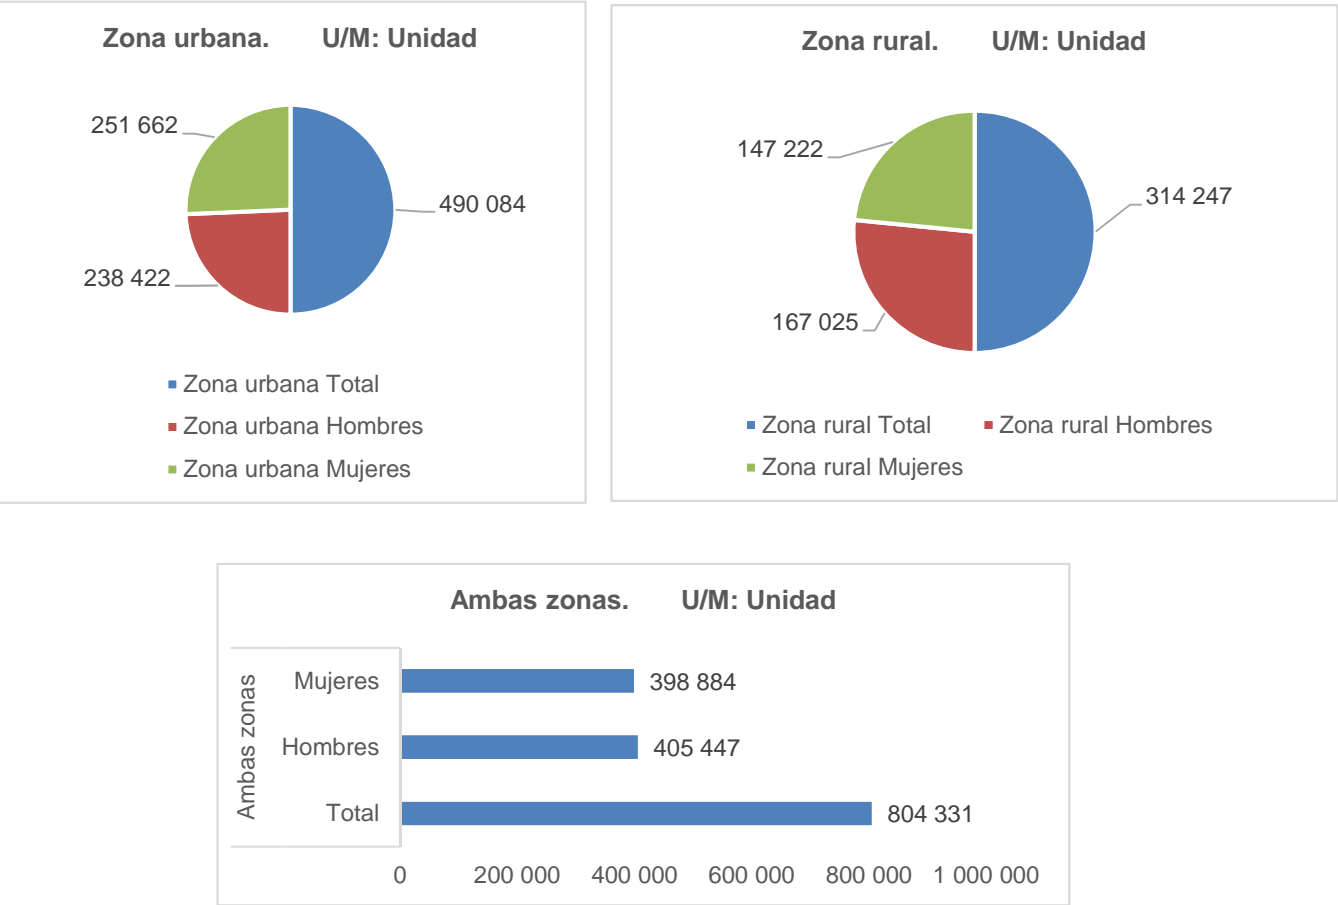 Zona urbana. U/M: Unidad
251 662
490 084
238 422
Zona urbana Total
Zona urbana Hombres
Zona urbana Mujeres
Zona rural. U/M: Unidad
147 222
314 247
167 025
Zona rural Total Zona rural Hombres
Zona rural Mujeres
Ambas zonas. U/M: Unidad
Ambas zonas
Mujeres 398 884
Hombres 405 447
Total 804 331
0 200 000 400 000 600 000 800 000 1 000 000